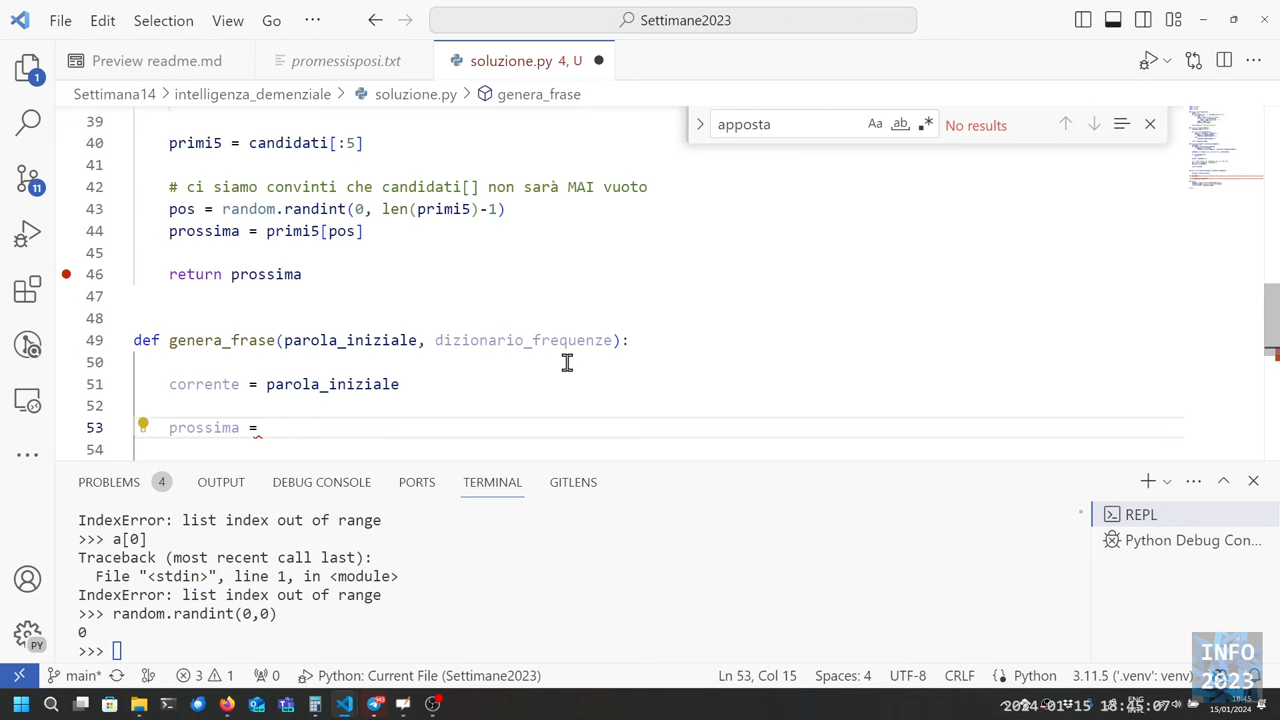 File Edit Selection View Go ··· Settimane2023
Preview readme.md promessisposi.txt soluzione.py 4, U
Settimana14 > intelligenza_demenziale > soluzione.py > genera_frase
apposta Aa ab No results
1
11
PY
39
40 primi5 = candidati[:5]
41
42 # ci siamo convinti che candidati[] non sarà MAI vuoto
43 pos = random.randint(0, len(primi5)-1)
44 prossima = primi5[pos]
45
46 return prossima
47
48
49 def genera_frase(parola_iniziale, dizionario_frequenze):
50
51 corrente = parola_iniziale
52
53 prossima =
54
PROBLEMS 4 OUTPUT DEBUG CONSOLE PORTS TERMINAL GITLENS
IndexError: list index out of range
>>> a[0]
Traceback (most recent call last):
  File "<stdin>", line 1, in <module>
IndexError: list index out of range
>>> random.randint(0,0)
0
>>>
REPL
Python Debug Con...
INFO
2023
main* 3 1 0 Python: Current File (Settimane2023) Ln 53, Col 15 Spaces: 4 UTF-8 CRLF Python 3.11.5 ('.venv': venv)
2024-01-15 18:45:07
18:45
15/01/2024